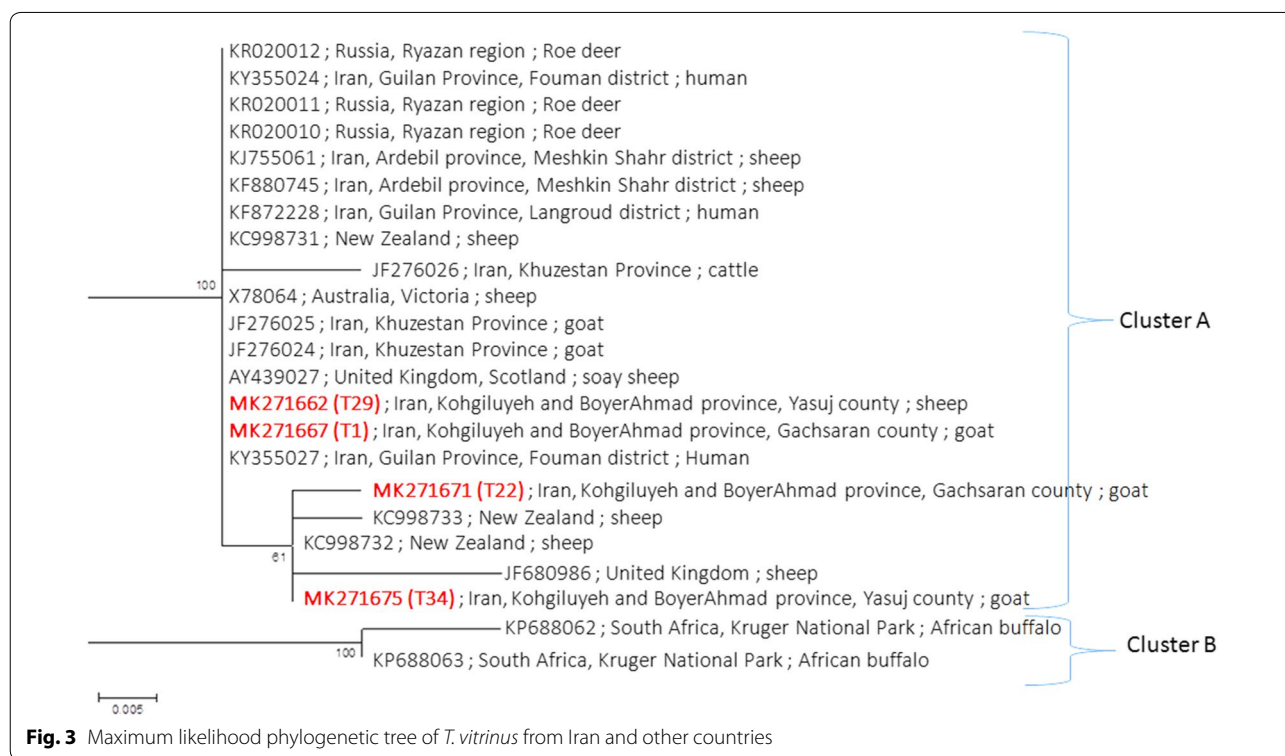 KR020012 ; Russia, Ryazan region ; Roe deer
KY355024 ; Iran, Guilan Province, Fouman district ; human
KR020011 ; Russia, Ryazan region ; Roe deer
KR020010 ; Russia, Ryazan region ; Roe deer
KJ755061 ; Iran, Ardebil province, Meshkin Shahr district ; sheep
KF880745 ; Iran, Ardebil province, Meshkin Shahr district ; sheep
KF872228 ; Iran, Guilan Province, Langroud district ; human
KC998731 ; New Zealand ; sheep
JF276026 ; Iran, Khuzestan Province ; cattle
100
X78064 ; Australia, Victoria ; sheep
JF276025 ; Iran, Khuzestan Province ; goat
Cluster A
JF276024 ; Iran, Khuzestan Province ; goat
AY439027 ; United Kingdom, Scotland ; soay sheep
MK271662 (T29) ; Iran, Kohgiluyeh and BoyerAhmad province, Yasuj county ; sheep
MK271667 (T1) ; Iran, Kohgiluyeh and BoyerAhmad province, Gachsaran county ; goat
KY355027 ; Iran, Guilan Province, Fouman district ; Human
MK271671 (T22) ; Iran, Kohgiluyeh and BoyerAhmad province, Gachsaran county ; goat
KC998733 ; New Zealand ; sheep
KC998732 ; New Zealand ; sheep
61
JF680986 ; United Kingdom ; sheep
MK271675 (T34) ; Iran, Kohgiluyeh and BoyerAhmad province, Yasuj county ; goat
KP688062 ; South Africa, Kruger National Park ; African buffalo
Cluster B
100
KP688063 ; South Africa, Kruger National Park ; African buffalo
0.005
Fig. 3 Maximum likelihood phylogenetic tree of T. vitrinus from Iran and other countries